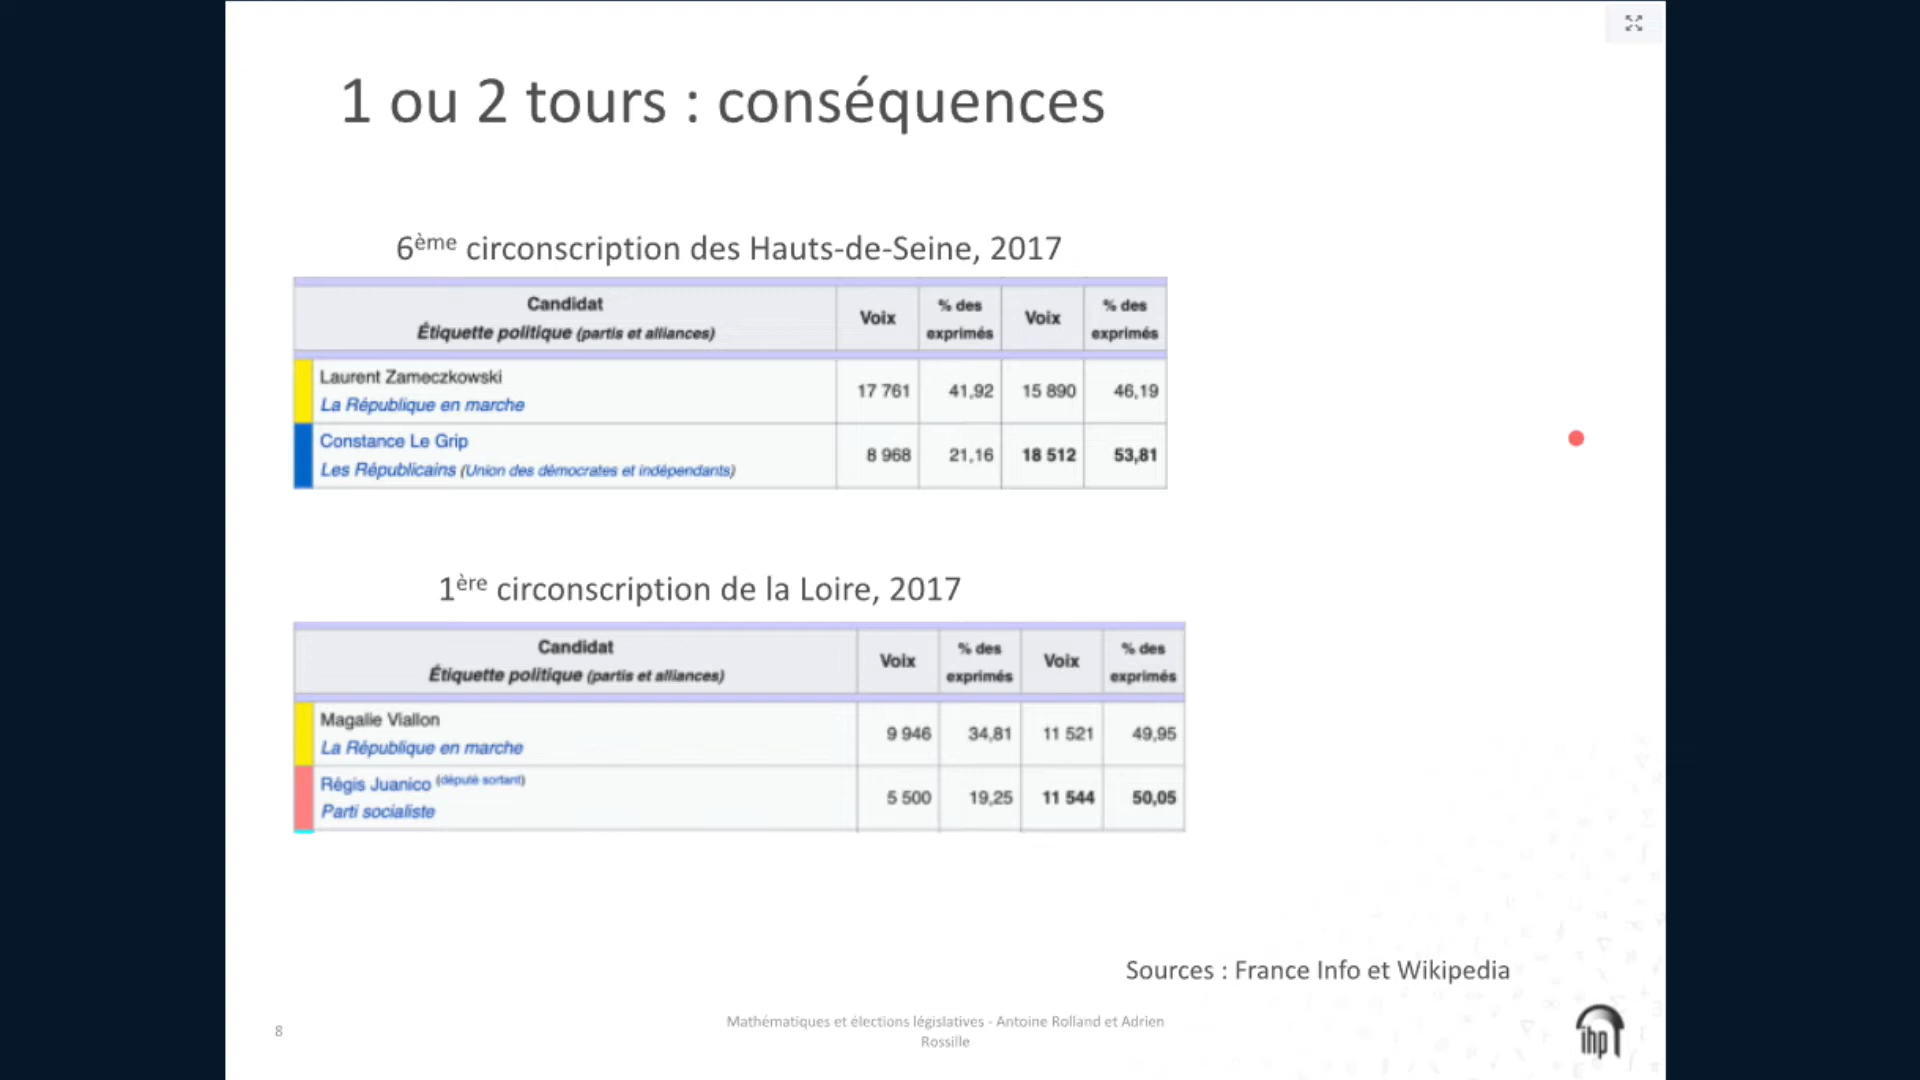 1 ou 2 tours : conséquences
6ème circonscription des Hauts-de-Seine, 2017
Candidat
Étiquette politique (partis et alliances)
Voix
% des
exprimés
Voix
% des
exprimés
Laurent Zameczkowski
La République en marche
17 761
41,92
15 890
46,19
Constance Le Grip
Les Républicains (Union des démocrates et indépendants)
8 968
21,16
18 512
53,81
1ère circonscription de la Loire, 2017
Candidat
Étiquette politique (partis et alliances)
Voix
% des
exprimés
Voix
% des
exprimés
Magalie Viallon
La République en marche
9 946
34,81
11 521
49,95
Régis Juanico (député sortant)
Parti socialiste
5 500
19,25
11 544
50,05
Sources : France Info et Wikipedia
8
Mathématiques et élections législatives - Antoine Rolland et Adrien
Rossille
ihp